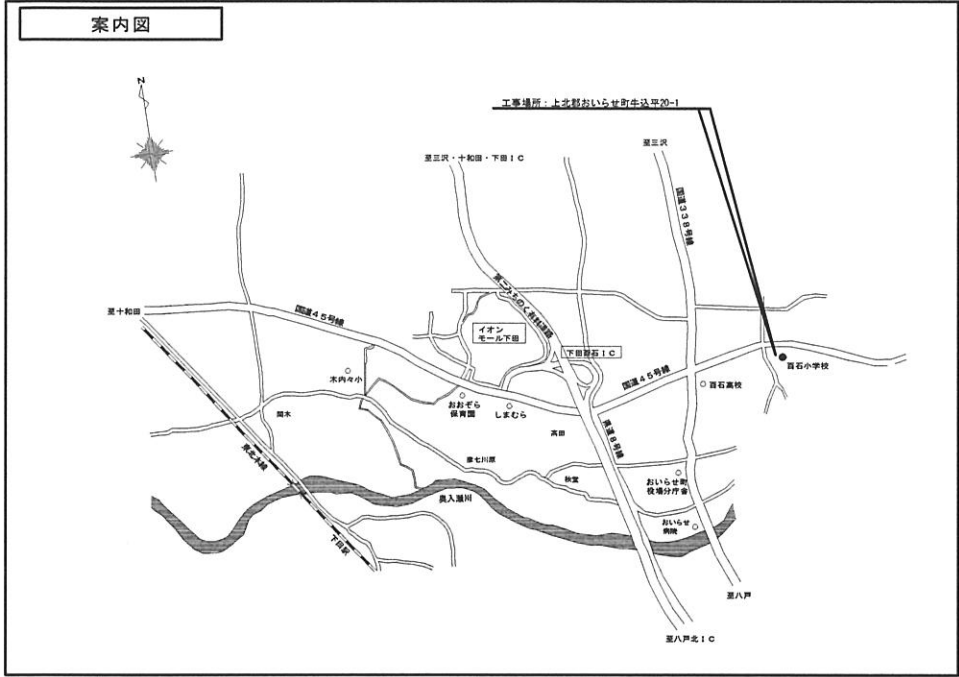 案内図
N
工事場所：上北郡おいらせ町牛込平20-1
至三沢・十和田・下田IC
至三沢
国道338号線
第二みちのく有料道路
至十和田
国道45号線
イオン
モール下田
下田百石IC
百石小学校
木内々小
国道45号線
百石高校
おおぞら
保育園
しまむら
間木
高田
県道8号線
東北本線
秋堂
おいらせ町
役場分庁舎
奥入瀬川
おいらせ
病院
下田駅
至八戸
至八戸北IC